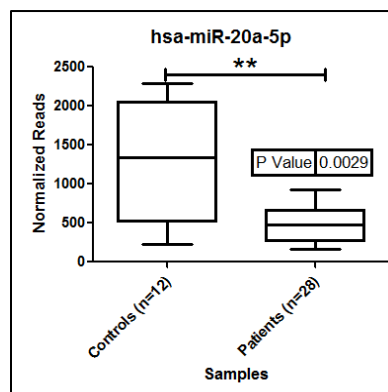 hsa-miR-20a-5p
**
2500
2000
1500
1000
500
0
Normalized Reads
P Value 0.0029
Controls (n=12)
Patients (n=28)
Samples